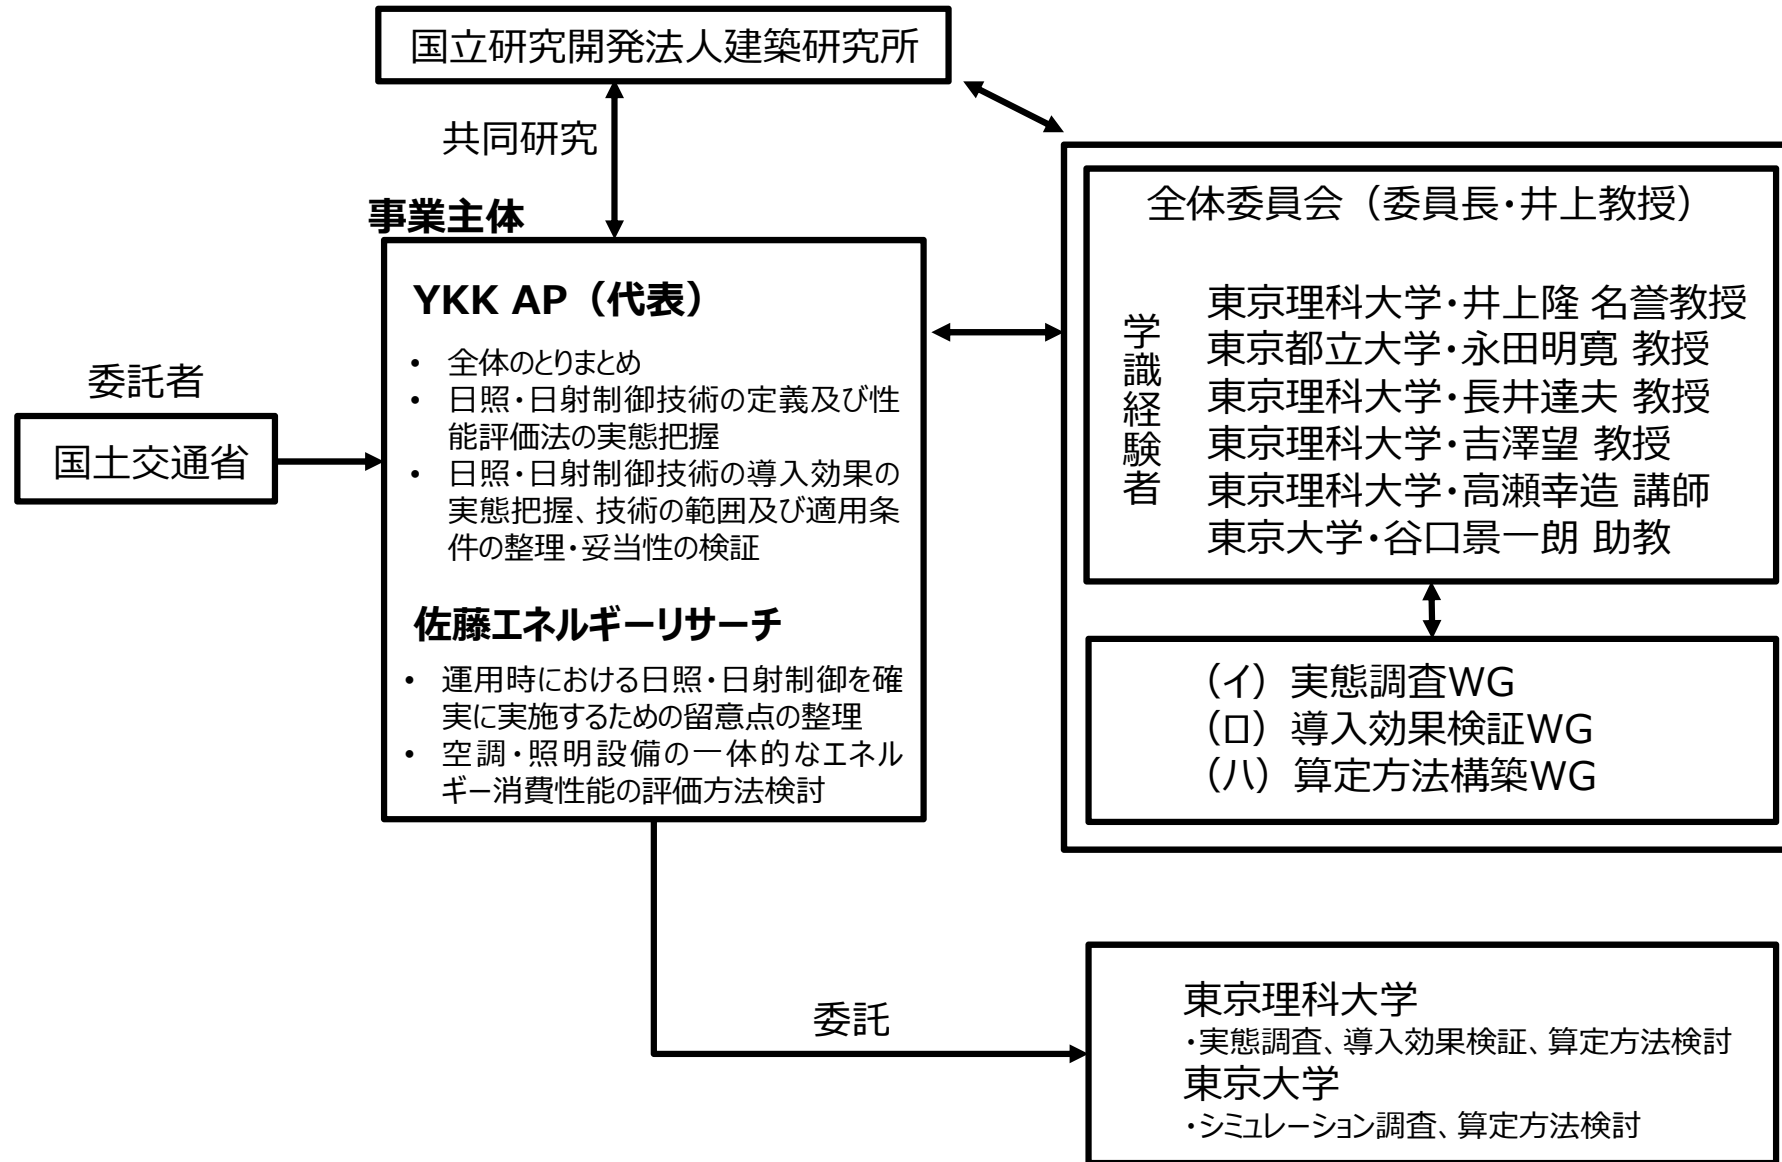 国立研究開発法人建築研究所
共同研究
事業主体
YKK AP（代表）
• 全体のとりまとめ
• 日照・日射制御技術の定義及び性
能評価法の実態把握
• 日照・日射制御技術の導入効果の
実態把握、技術の範囲及び適用条
件の整理・妥当性の検証
佐藤エネルギーリサーチ
• 運用時における日照・日射制御を確
実に実施するための留意点の整理
• 空調・照明設備の一体的なエネル
ギー消費性能の評価方法検討
委託者
国土交通省
全体委員会（委員長・井上教授）
学識経験者
東京理科大学・井上隆 名誉教授
東京都立大学・永田明寛 教授
東京理科大学・長井達夫 教授
東京理科大学・吉澤望 教授
東京理科大学・高瀬幸造 講師
東京大学・谷口景一朗 助教
（イ）実態調査WG
（ロ）導入効果検証WG
（ハ）算定方法構築WG
委託
東京理科大学
・実態調査、導入効果検証、算定方法検討
東京大学
・シミュレーション調査、算定方法検討